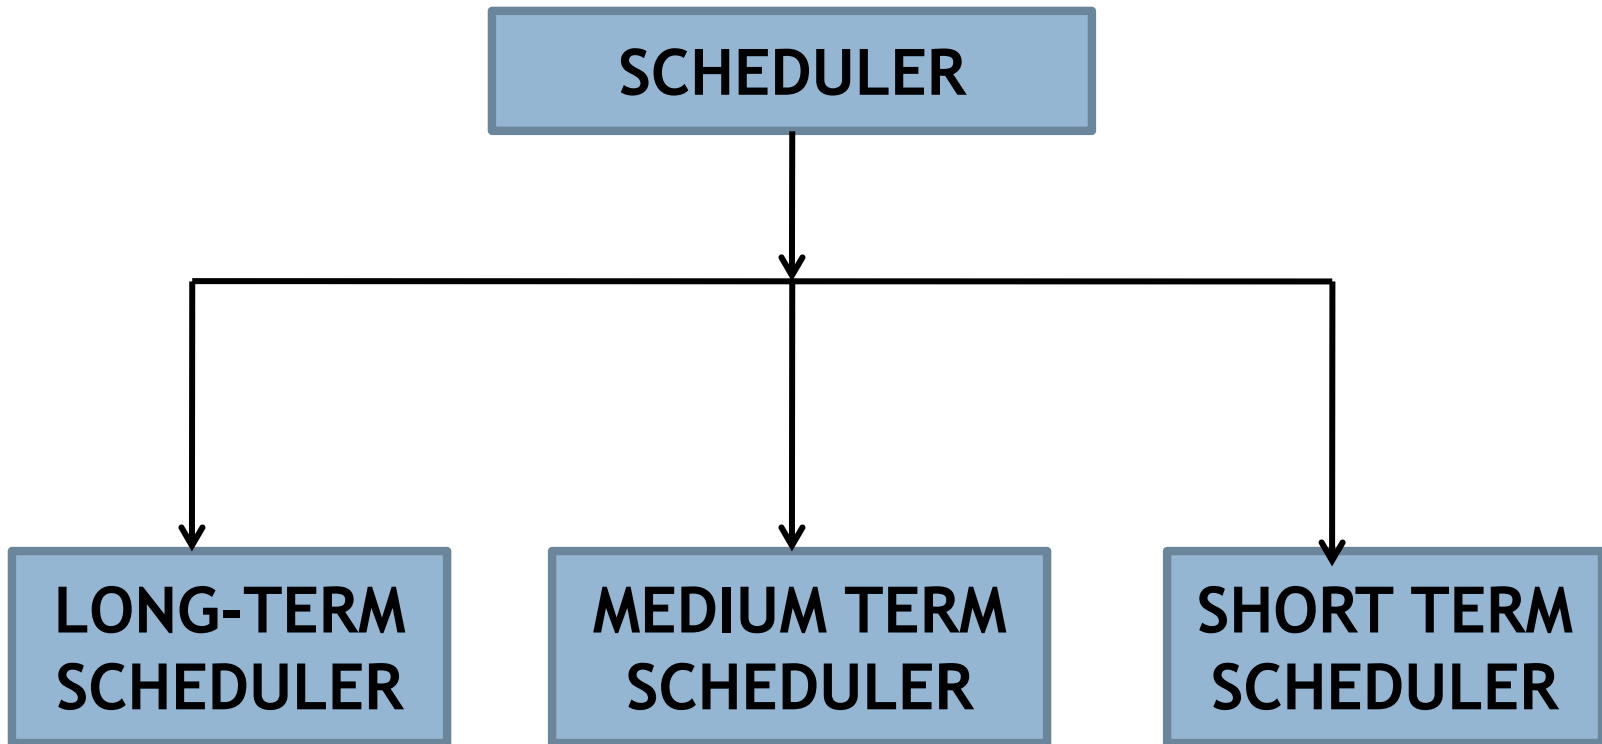 SCHEDULER
LONG-TERM
SCHEDULER
MEDIUM TERM
SCHEDULER
SHORT TERM
SCHEDULER